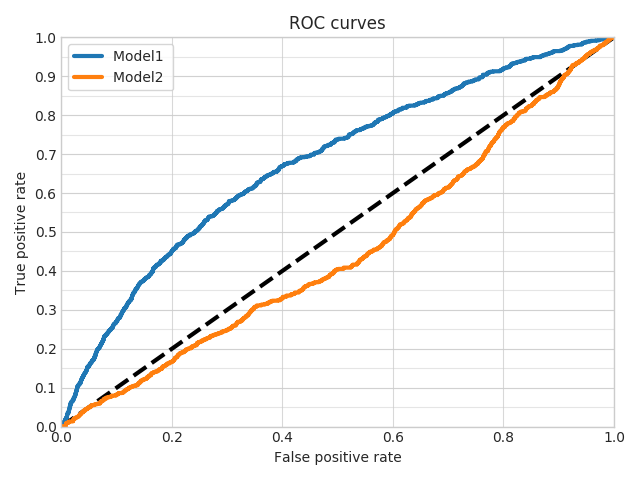 ROC curves
Model1
Model2
True positive rate
1.0
0.9
0.8
0.7
0.6
0.5
0.4
0.3
0.2
0.1
0.0
0.0 0.2 0.4 0.6 0.8 1.0
False positive rate